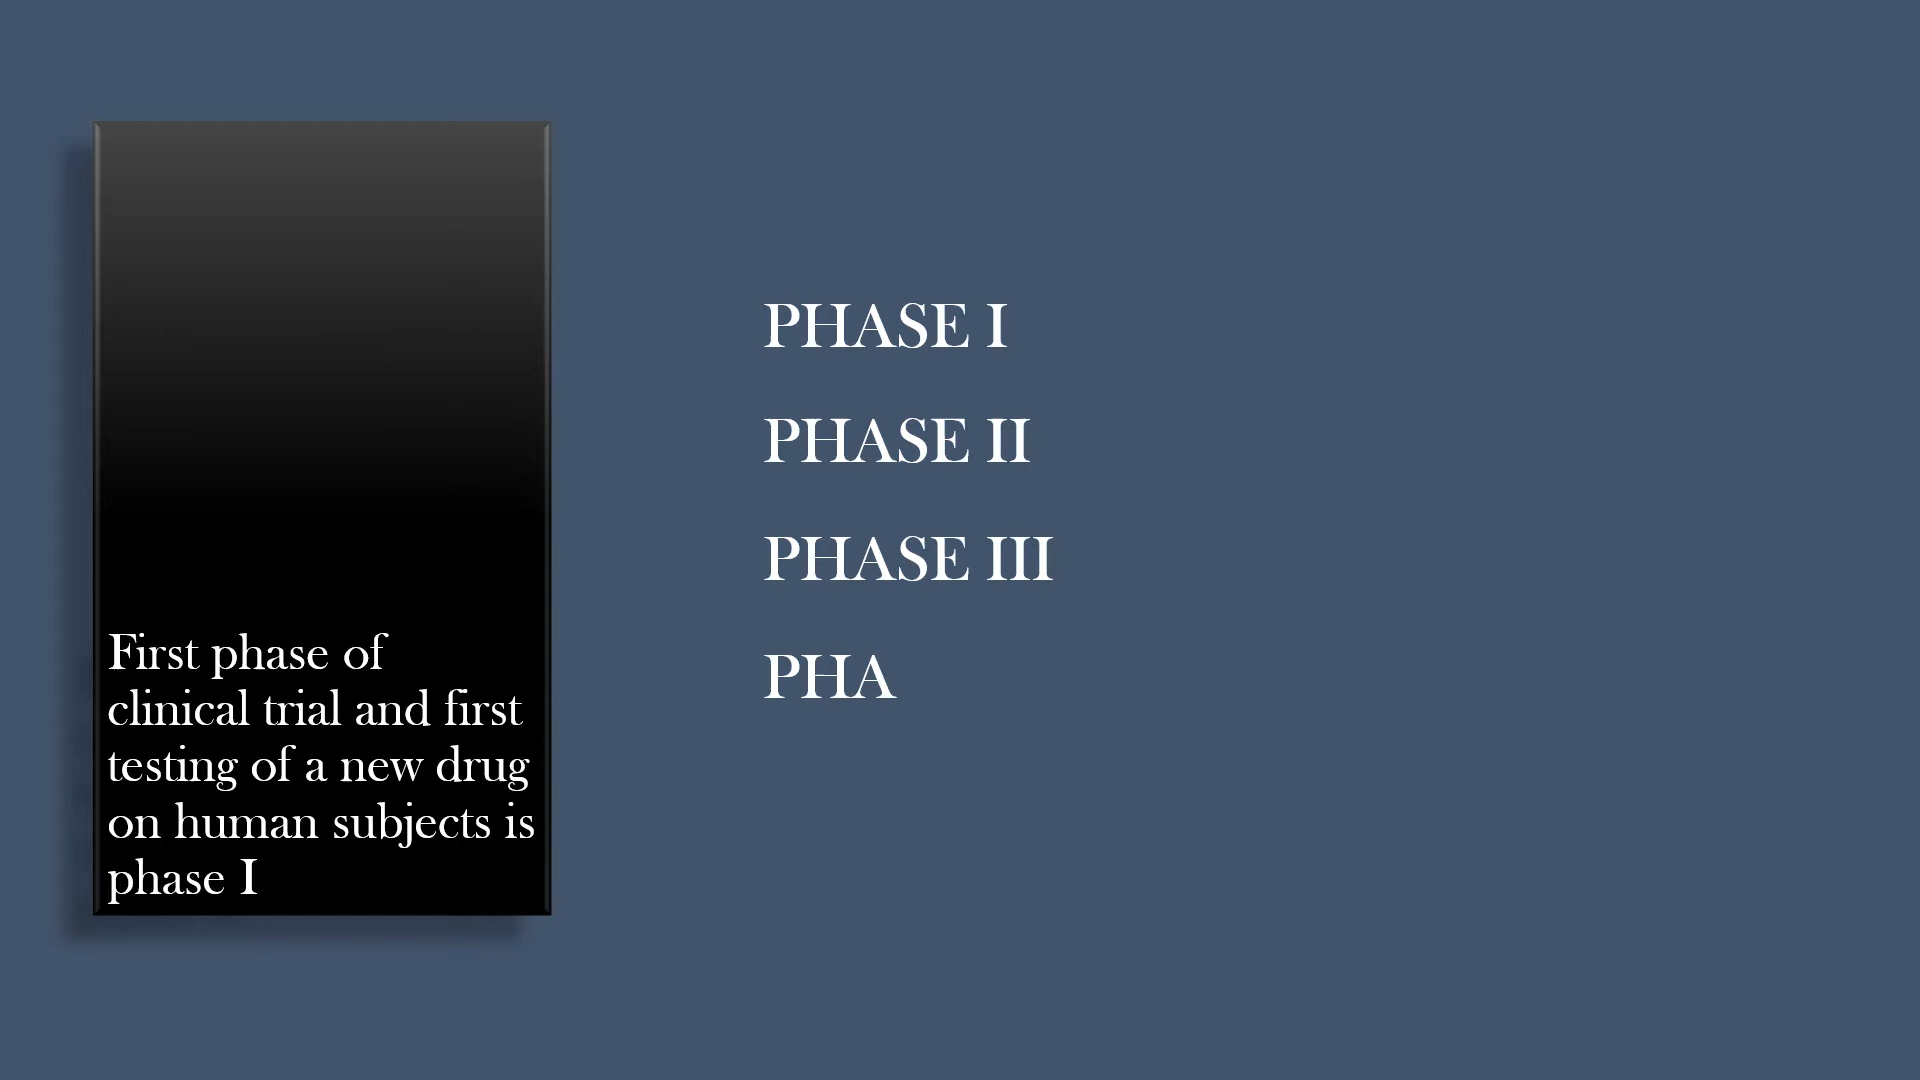 First phase of
clinical trial and first
testing of a new drug
on human subjects is
phase I
PHASE I
PHASE II
PHASE III
PHA